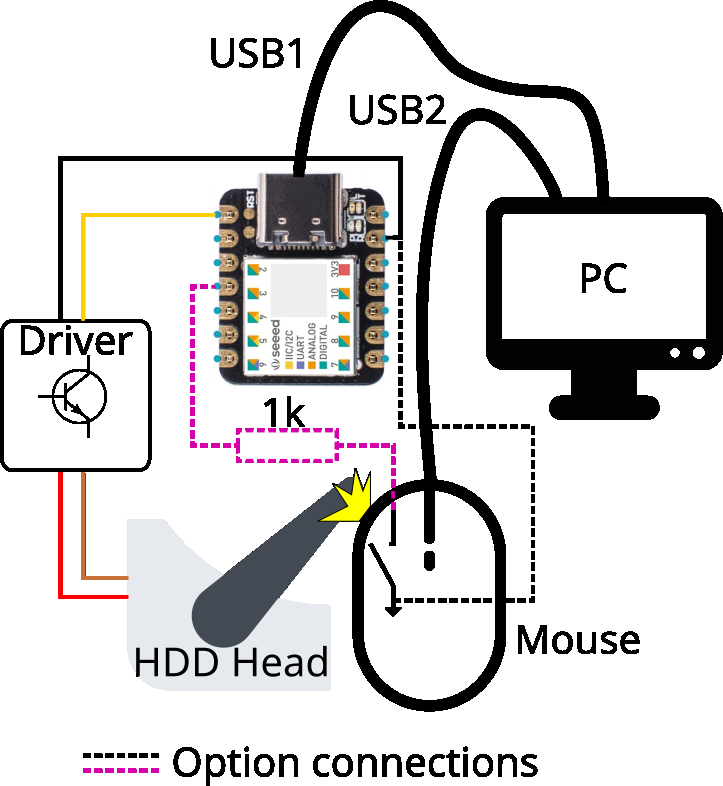 USB1
USB2
RST
2
3V3
3
10
9
4
5
8
6
7
seeed
IIC/I2C
UART
ANALOG
DIGITAL
PC
Driver
1k
HDD Head
Mouse
Option connections